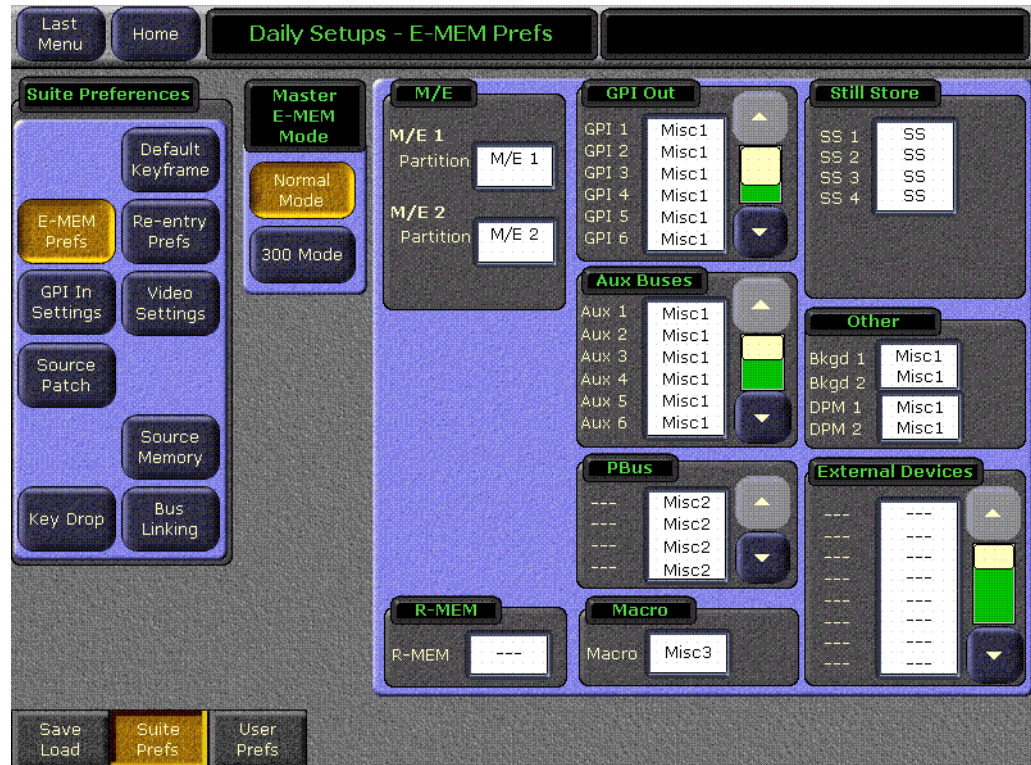 Last
Menu
Home
Daily Setups - E-MEM Prefs
Suite Preferences
Default
Keyframe
E-MEM
Prefs
Re-entry
Prefs
GPI In
Settings
Video
Settings
Source
Patch
Source
Memory
Key Drop
Bus
Linking
Master
E-MEM
Mode
Normal
Mode
300 Mode
M/E
M/E 1
Partition M/E 1
M/E 2
Partition M/E 2
R-MEM
R-MEM ---
GPI Out
GPI 1 Misc1
GPI 2 Misc1
GPI 3 Misc1
GPI 4 Misc1
GPI 5 Misc1
GPI 6 Misc1
Aux Buses
Aux 1 Misc1
Aux 2 Misc1
Aux 3 Misc1
Aux 4 Misc1
Aux 5 Misc1
Aux 6 Misc1
PBus
--- Misc2
--- Misc2
--- Misc2
--- Misc2
Macro
Macro Misc3
Still Store
SS 1 SS
SS 2 SS
SS 3 SS
SS 4 SS
Other
Bkgd 1 Misc1
Bkgd 2 Misc1
DPM 1 Misc1
DPM 2 Misc1
External Devices
--- ---
--- ---
--- ---
--- ---
--- ---
--- ---
--- ---
--- ---
Save
Load
Suite
Prefs
User
Prefs